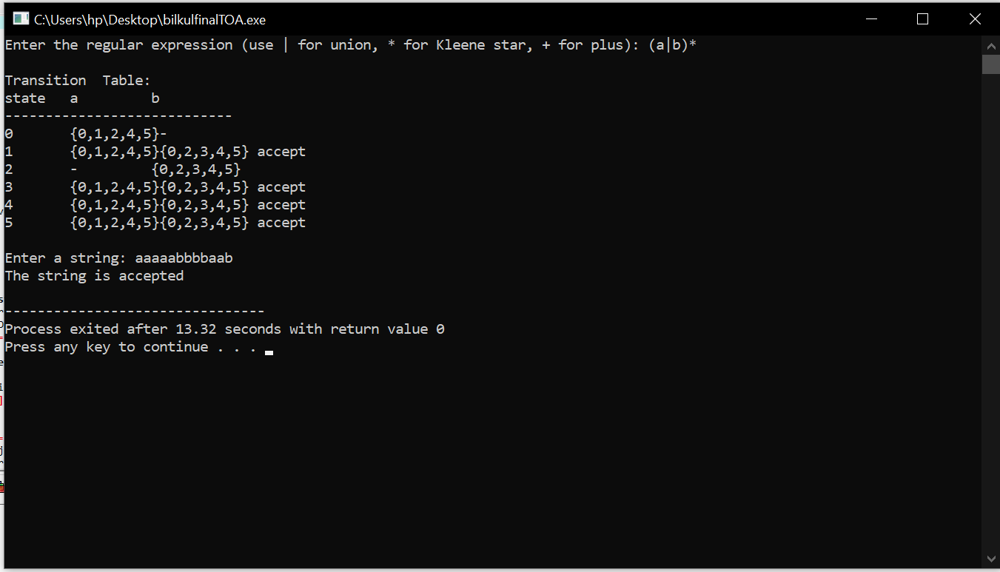 C:\Users\hp\Desktop\bilkulfinalTOA.exe
Enter the regular expression (use | for union, * for Kleene star, + for plus): (a|b)*
Transition  Table:
state   a         b
----------------------------
0       {0,1,2,4,5}-
1       {0,1,2,4,5}{0,2,3,4,5} accept
2       -         {0,2,3,4,5}
3       {0,1,2,4,5}{0,2,3,4,5} accept
4       {0,1,2,4,5}{0,2,3,4,5} accept
5       {0,1,2,4,5}{0,2,3,4,5} accept
Enter a string: aaaaabbbbaab
The string is accepted
--------------------------------
Process exited after 13.32 seconds with return value 0
Press any key to continue . . .